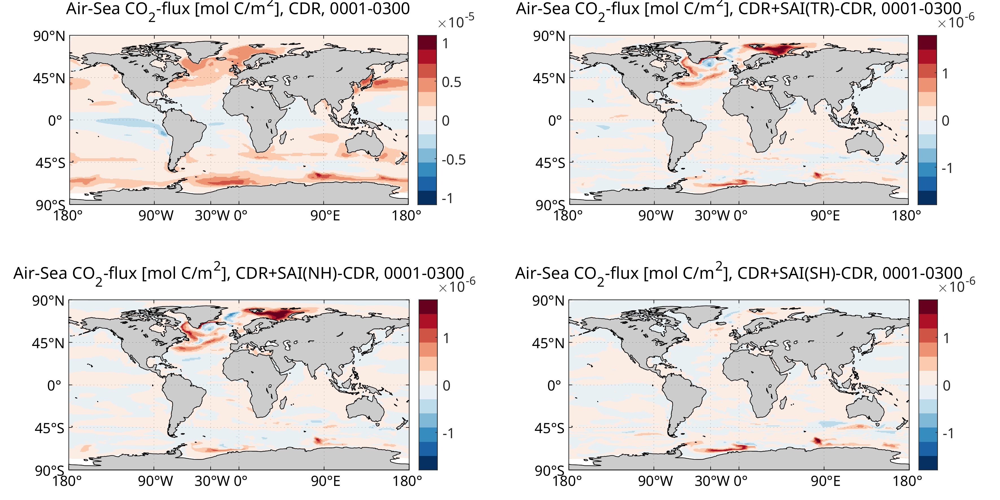 Air-Sea CO2-flux [mol C/m2], CDR, 0001-0300
×10-5
90°N
45°N
0°
45°S
90°S
180° 90°W 30°W 0° 90°E 180°
1
0.5
0
-0.5
-1
Air-Sea CO2-flux [mol C/m2], CDR+SAI(TR)-CDR, 0001-0300
×10-6
90°N
45°N
0°
45°S
90°S
180° 90°W 30°W 0° 90°E 180°
1
0
-1
Air-Sea CO2-flux [mol C/m2], CDR+SAI(NH)-CDR, 0001-0300
×10-6
90°N
45°N
0°
45°S
90°S
180° 90°W 30°W 0° 90°E 180°
1
0
-1
Air-Sea CO2-flux [mol C/m2], CDR+SAI(SH)-CDR, 0001-0300
×10-6
90°N
45°N
0°
45°S
90°S
180° 90°W 30°W 0° 90°E 180°
1
0
-1